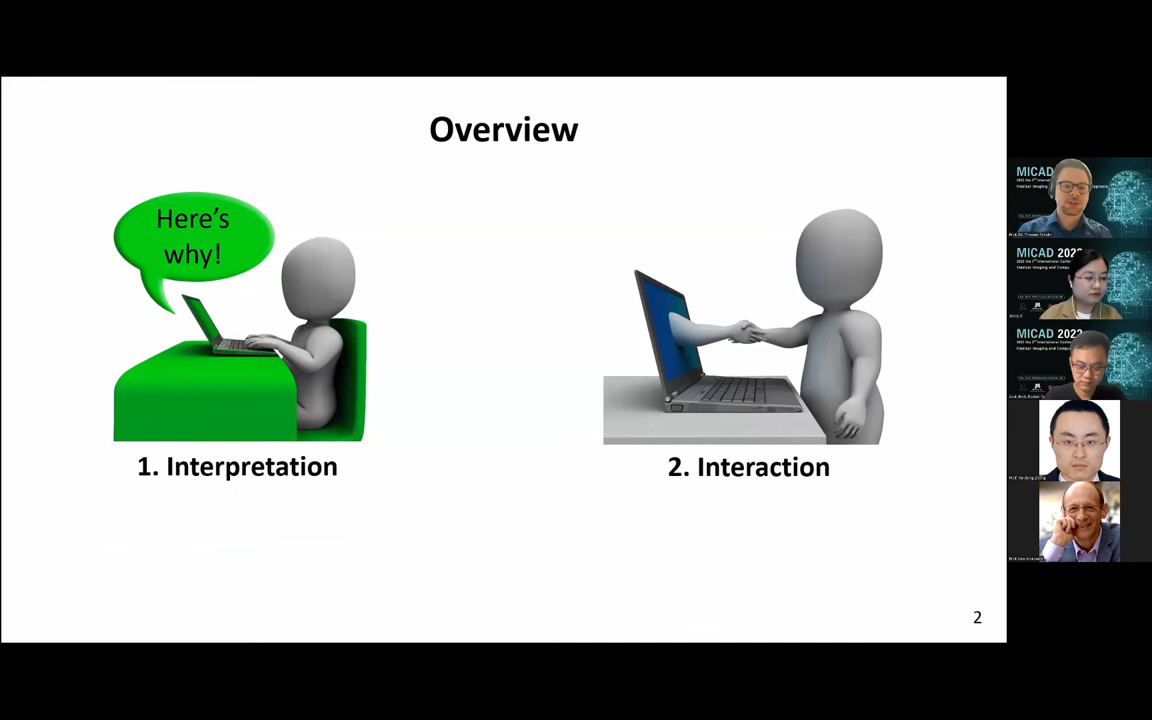 Overview
Here's
why!
1. Interpretation
2. Interaction
2
MICAD
MICAD 2022
MICAD 2022